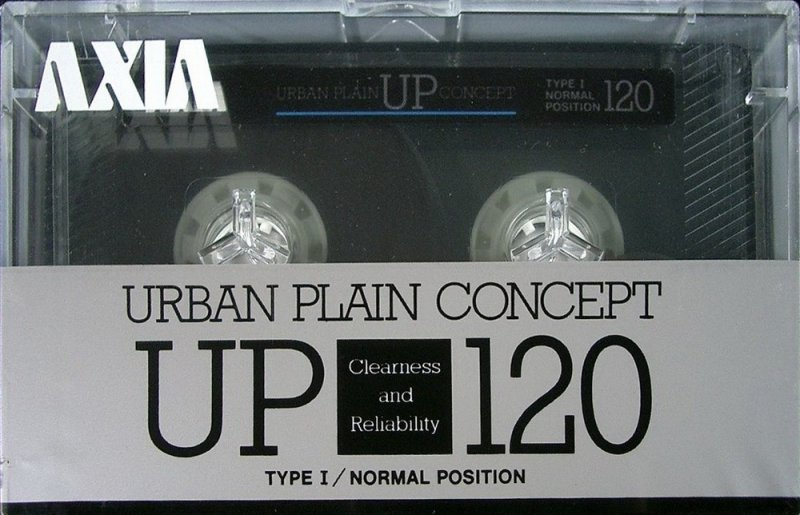 AXIA
URBAN PLAIN UP CONCEPT
TYPE I
NORMAL
POSITION 120
URBAN PLAIN CONCEPT
UP 120
Clearness
and
Reliability
TYPE I/NORMAL POSITION